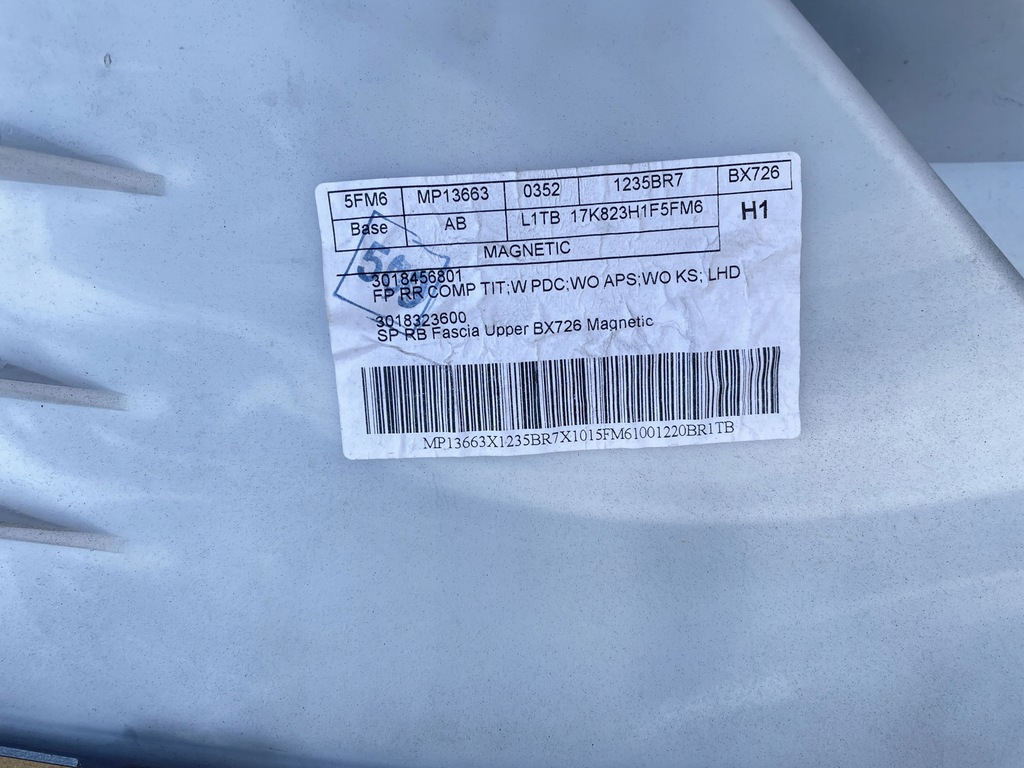 5FM6 MP13663 0352 1235BR7 BX726
Base AB L1TB 17K823H1F5FM6 H1
MAGNETIC
3018456801
FP RR COMP TIT;W PDC;WO APS;WO KS; LHD
3018323600
SP RB Fascia Upper BX726 Magnetic
MP13663X1235BR7X1015FM61001220BR1TB